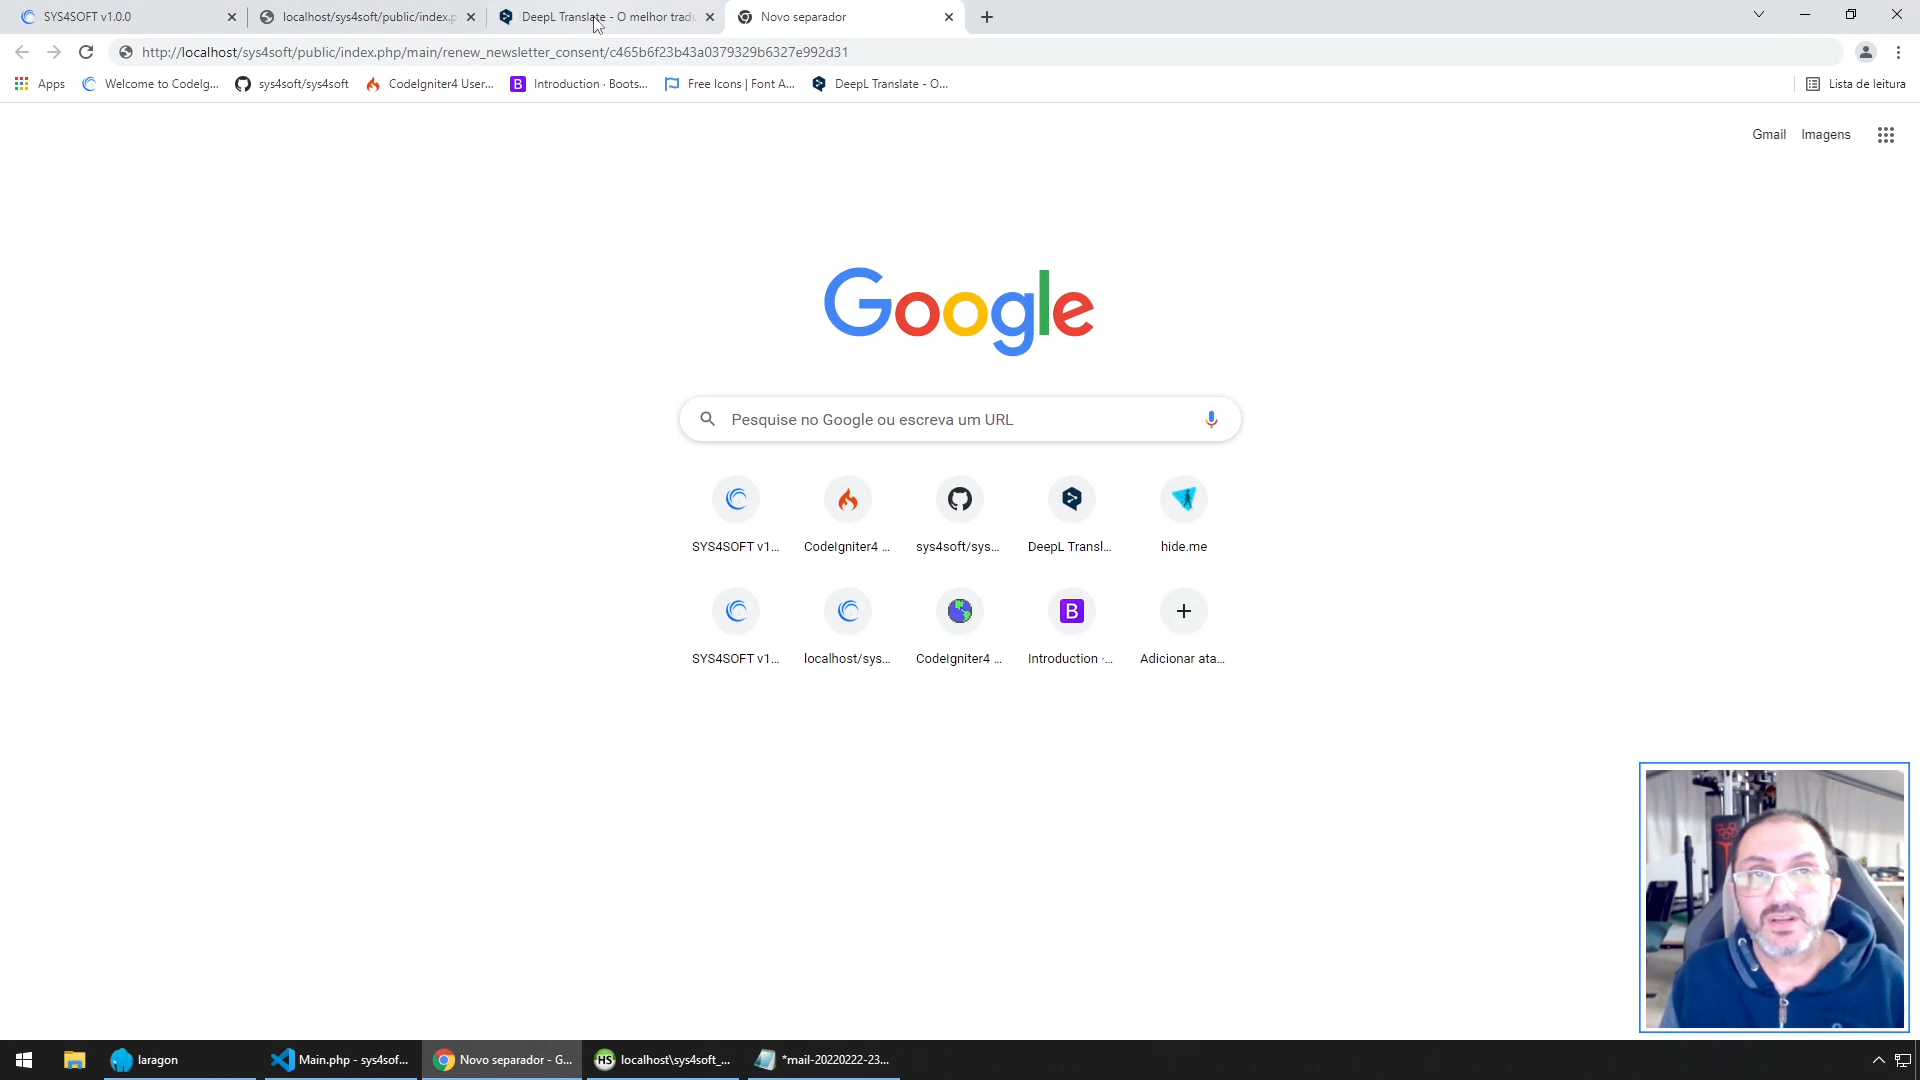 SYS4SOFT v1.0.0
localhost/sys4soft/public/index.p
DeepL Translate - O melhor tradu
Novo separador
http://localhost/sys4soft/public/index.php/main/renew_newsletter_consent/c465b6f23b43a0379329b6327e992d31
Apps
Welcome to CodeIg...
sys4soft/sys4soft
CodeIgniter4 User...
B
Introduction · Boots...
Free Icons | Font A...
DeepL Translate - O...
Lista de leitura
Gmail
Imagens
Google
Pesquise no Google ou escreva um URL
SYS4SOFT v1...
CodeIgniter4 ...
sys4soft/sys...
DeepL Transl...
hide.me
B
SYS4SOFT v1...
localhost/sys...
CodeIgniter4 ...
Introduction ·...
Adicionar ata...
laragon
Main.php - sys4sof...
Novo separador - G...
HS
localhost\sys4soft_...
*mail-20220222-23...